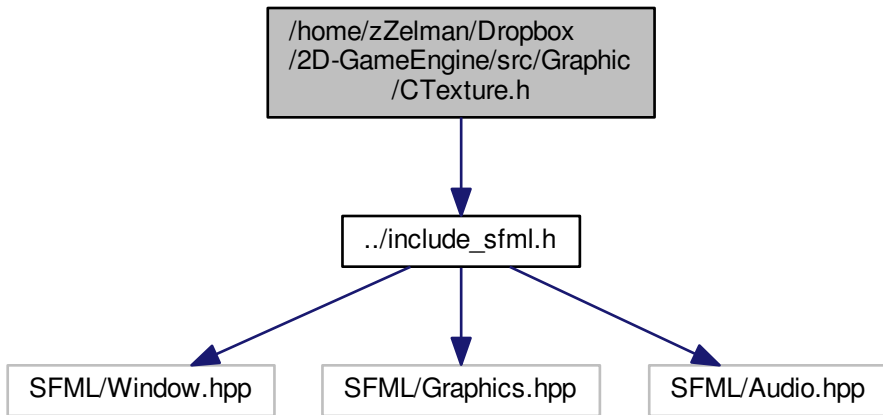 /home/zZelman/Dropbox
/2D-GameEngine/src/Graphic
/CTexture.h
../include_sfml.h
SFML/Window.hpp
SFML/Graphics.hpp
SFML/Audio.hpp